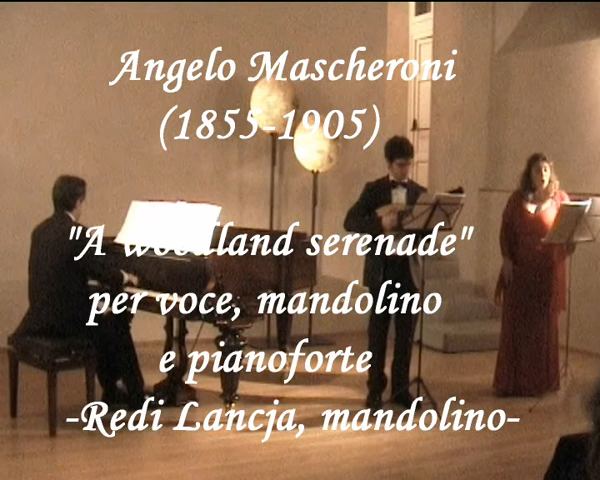 Angelo Mascheroni
(1855-1905)
"A woodland serenade"
per voce, mandolino
e pianoforte
-Redi Lancja, mandolino-